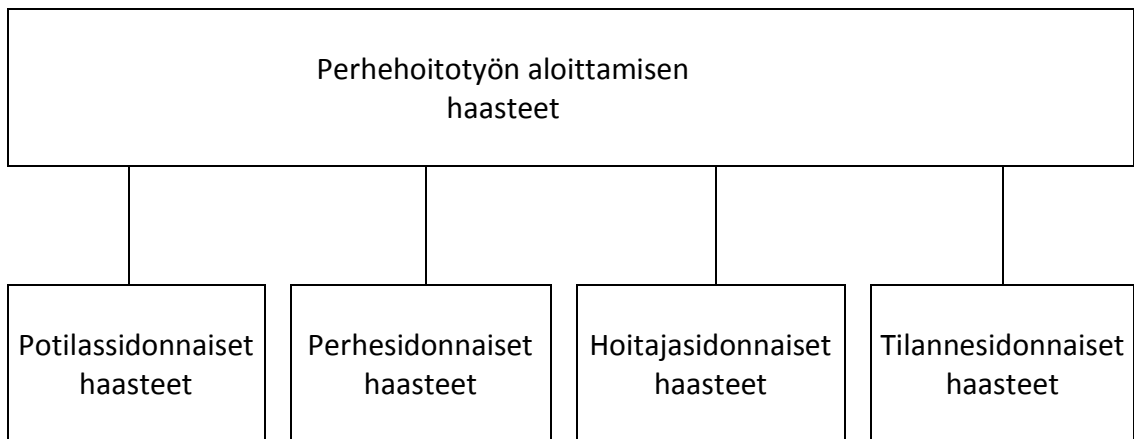 Perhehoitotyön aloittamisen
haasteet
Potilassidonnaiset
haasteet
Perhesidonnaiset
haasteet
Hoitajasidonnaiset
haasteet
Tilannesidonnaiset
haasteet